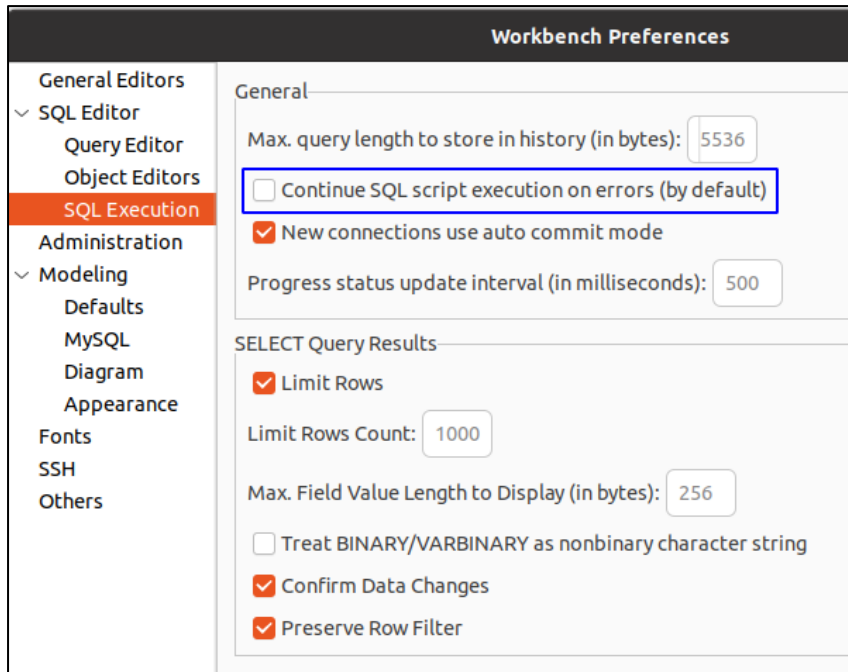 Workbench Preferences
General Editors
SQL Editor
Query Editor
Object Editors
SQL Execution
Administration
Modeling
Defaults
MySQL
Diagram
Appearance
Fonts
SSH
Others
General
Max. query length to store in history (in bytes): 5536
Continue SQL script execution on errors (by default)
New connections use auto commit mode
Progress status update interval (in milliseconds): 500
SELECT Query Results
Limit Rows
Limit Rows Count: 1000
Max. Field Value Length to Display (in bytes): 256
Treat BINARY/VARBINARY as nonbinary character string
Confirm Data Changes
Preserve Row Filter